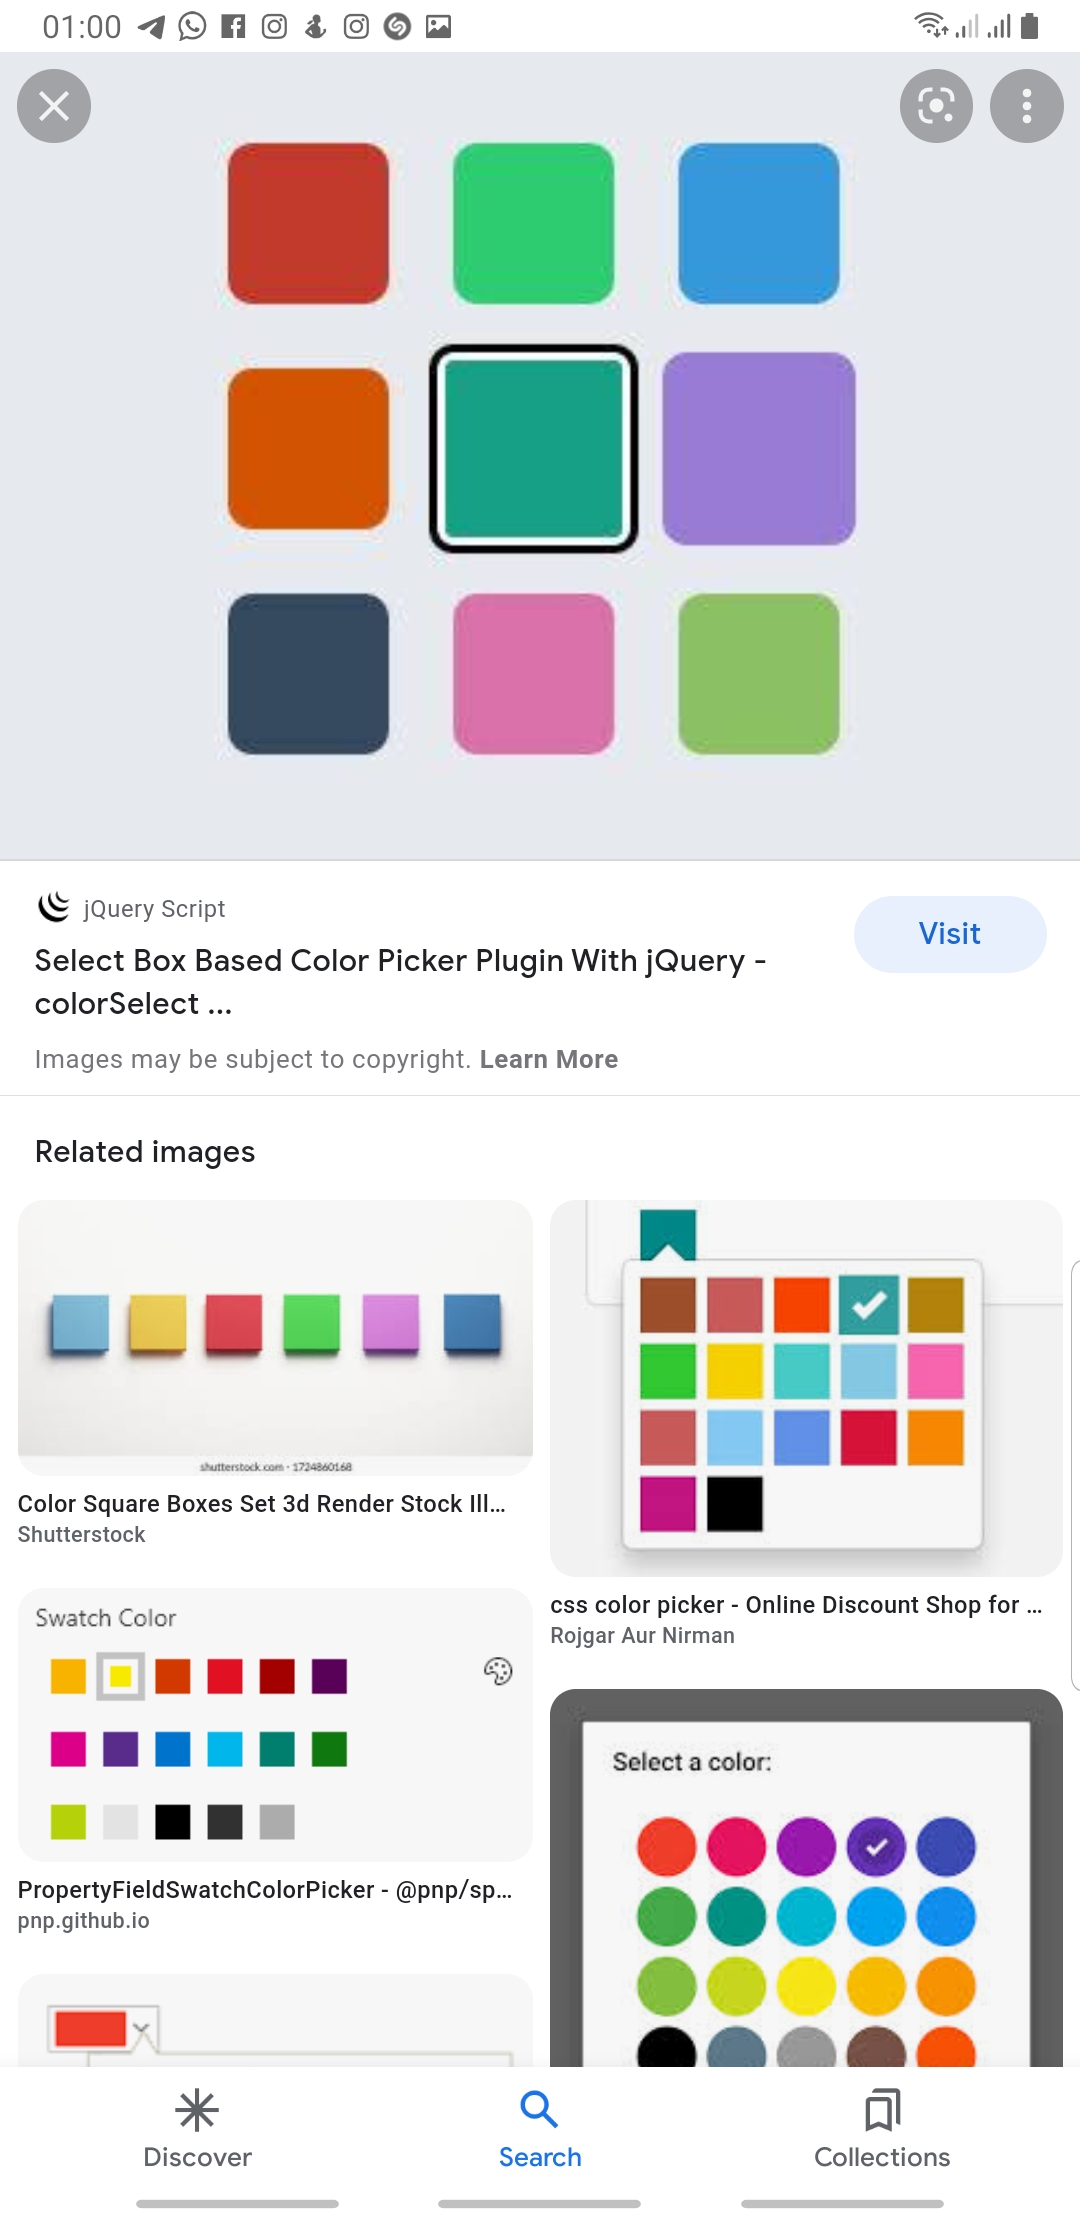 01:00
jQuery Script
Visit
Select Box Based Color Picker Plugin With jQuery -
colorSelect ...
Images may be subject to copyright. Learn More
Related images
shutterstock.com · 1724860168
Color Square Boxes Set 3d Render Stock Ill...
Shutterstock
css color picker - Online Discount Shop for ...
Rojgar Aur Nirman
Swatch Color
PropertyFieldSwatchColorPicker - @pnp/sp...
pnp.github.io
Select a color:
Discover
Search
Collections